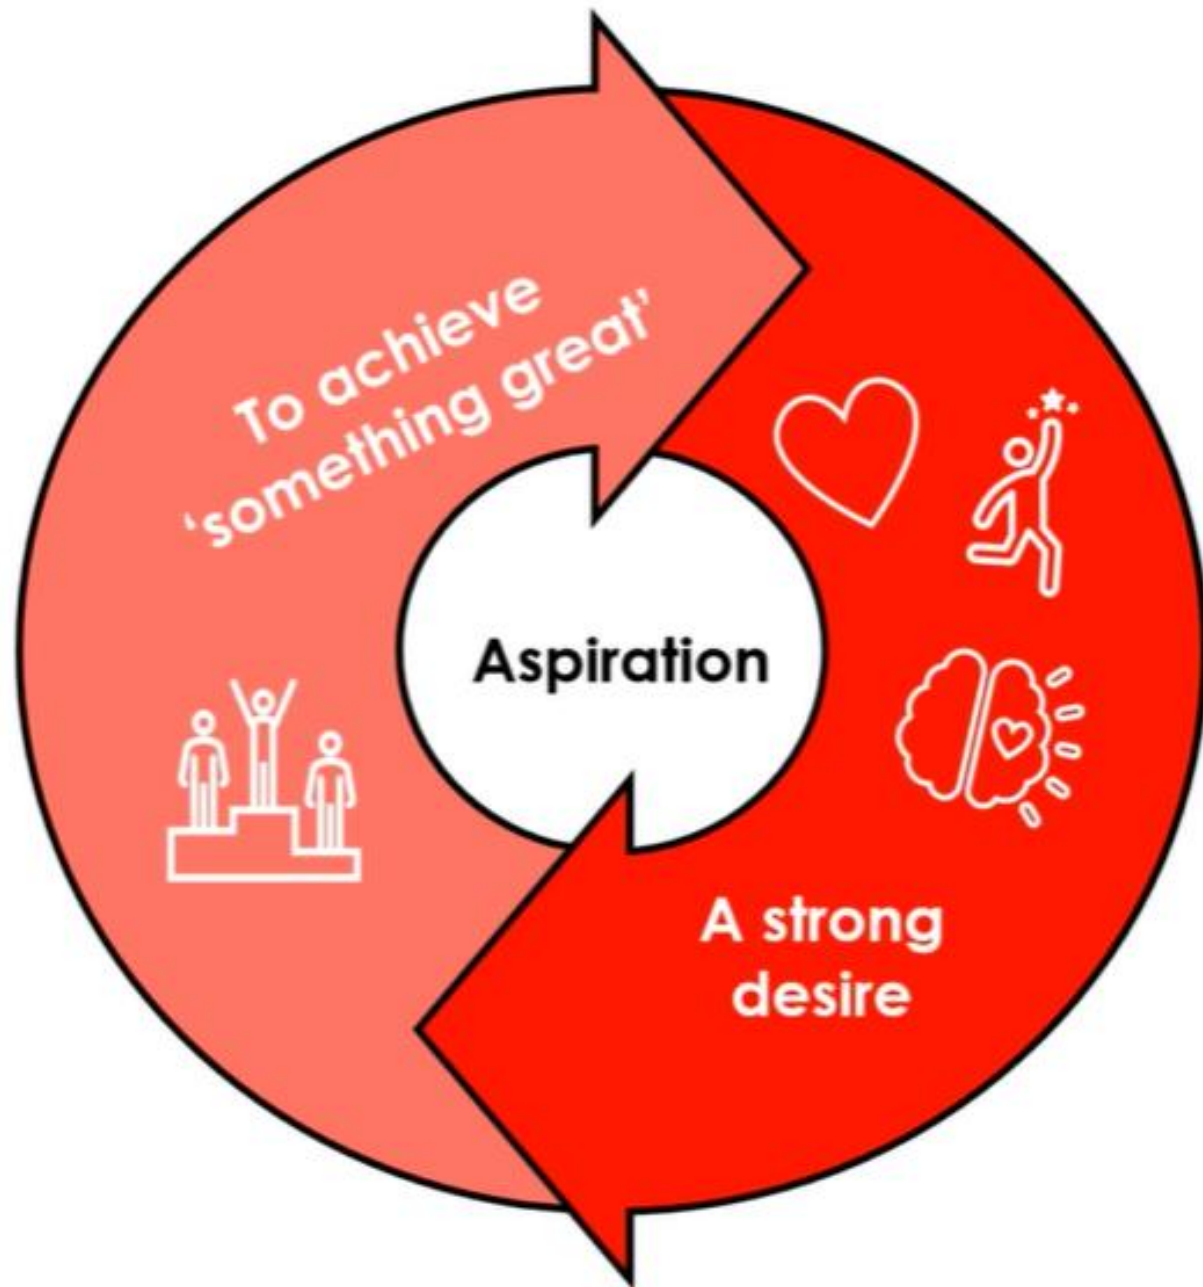 To achieve
‘something great’
Aspiration
A strong
desire